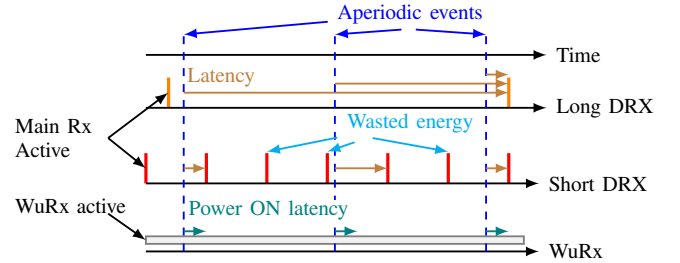 Aperiodic events
Time
Latency
Long DRX
Main Rx
Active
Wasted energy
Short DRX
WuRx active
Power ON latency
WuRx